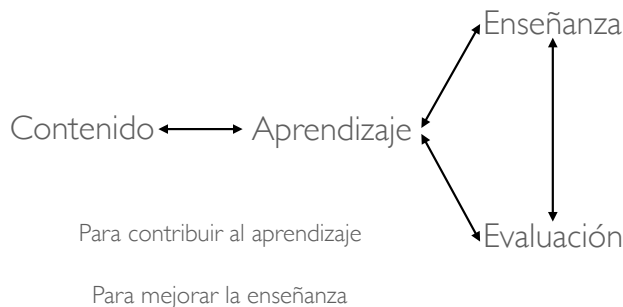 Enseñanza
Contenido
Aprendizaje
Evaluación
Para contribuir al aprendizaje
Para mejorar la enseñanza